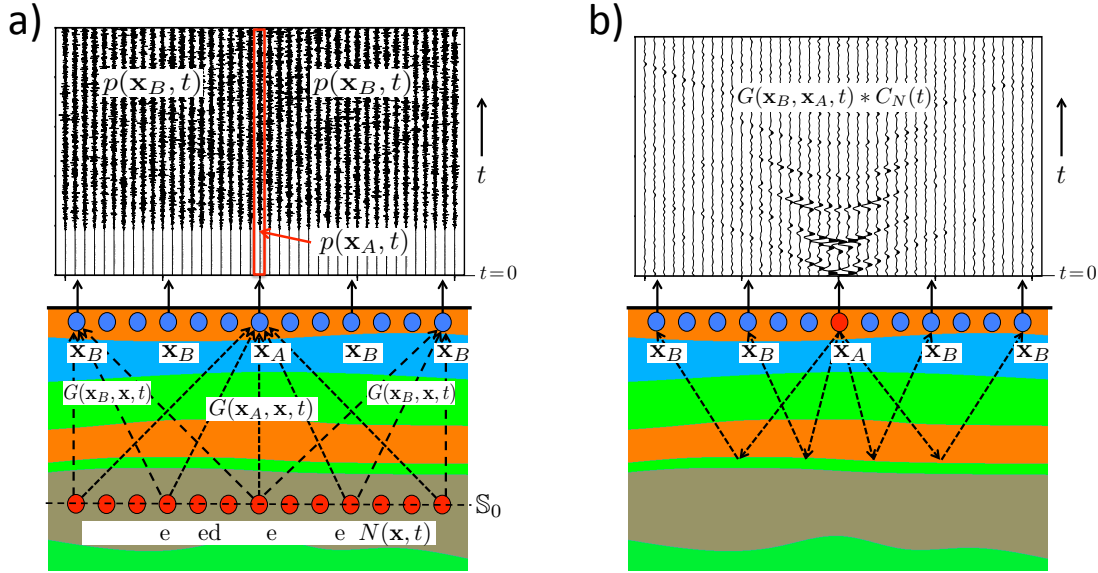 a)
p(𝐱_B, t)
p(𝐱_B, t)
p(𝐱_A, t)
t
t=0
𝐱_B
𝐱_B
𝐱_A
𝐱_B
𝐱_B
G(𝐱_B, 𝐱, t)
G(𝐱_A, 𝐱, t)
G(𝐱_B, 𝐱, t)
𝕊_0
e ed e e N(𝐱, t)
b)
G(𝐱_B, 𝐱_A, t) ∗ C_N(t)
t
t=0
𝐱_B
𝐱_B
𝐱_A
𝐱_B
𝐱_B